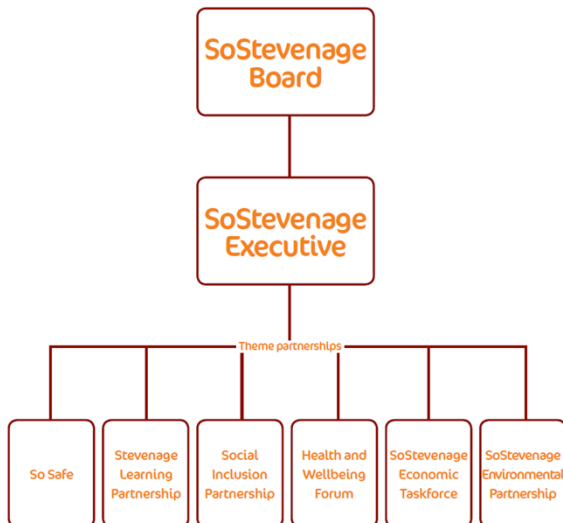 SoStevenage
Board
SoStevenage
Executive
Theme partnerships
So Safe
Stevenage
Learning
Partnership
Social
Inclusion
Partnership
Health and
Wellbeing
Forum
SoStevenage
Economic
Taskforce
SoStevenage
Environmental
Partnership